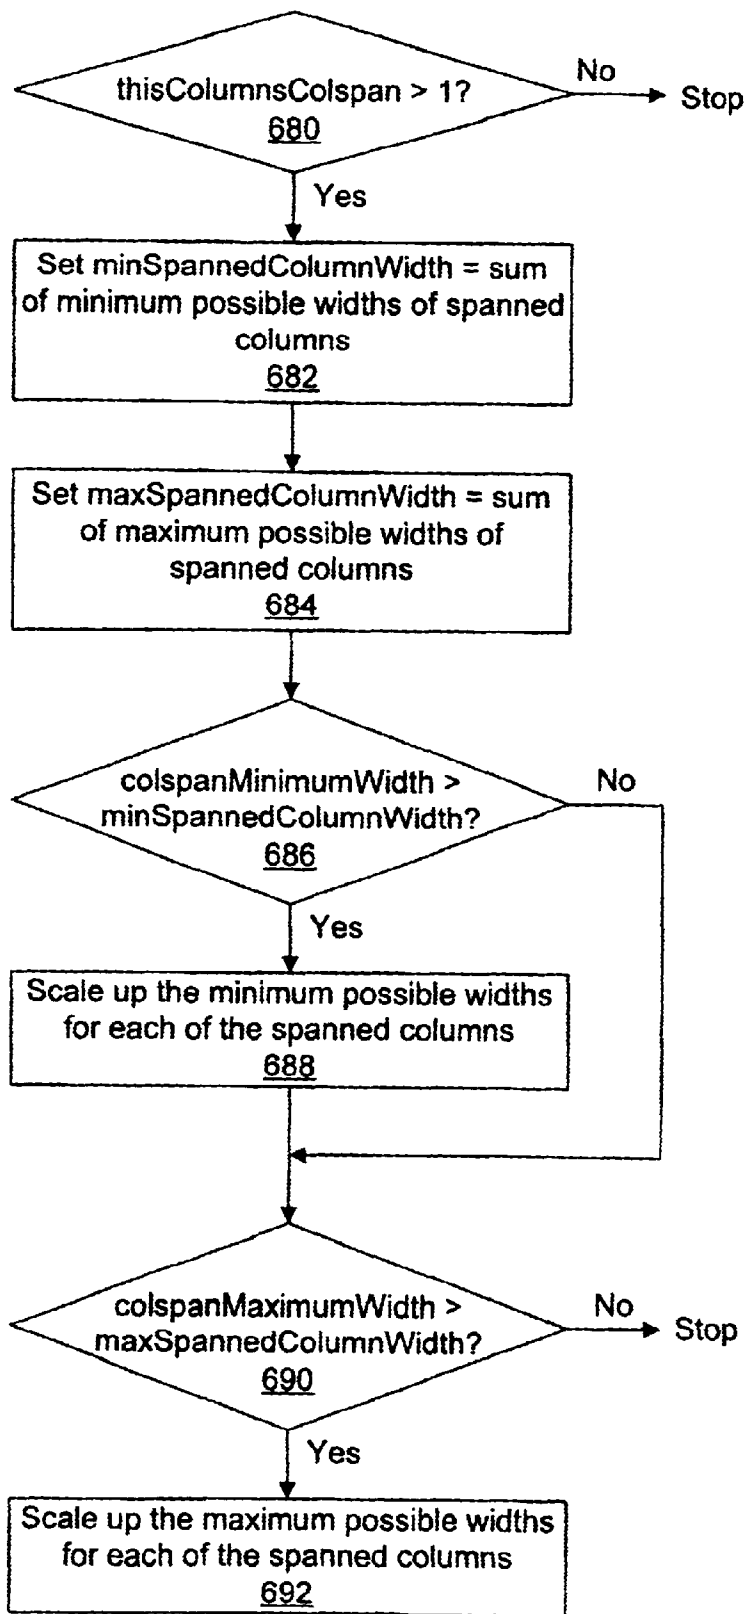 thisColumnsColspan > 1?
680
No
Stop
Yes
Set minSpannedColumnWidth = sum
of minimum possible widths of spanned
columns
682
Set maxSpannedColumnWidth = sum
of maximum possible widths of
spanned columns
684
colspanMinimumWidth >
minSpannedColumnWidth?
686
No
Yes
Scale up the minimum possible widths
for each of the spanned columns
688
colspanMaximumWidth >
maxSpannedColumnWidth?
690
No
Stop
Yes
Scale up the maximum possible widths
for each of the spanned columns
692